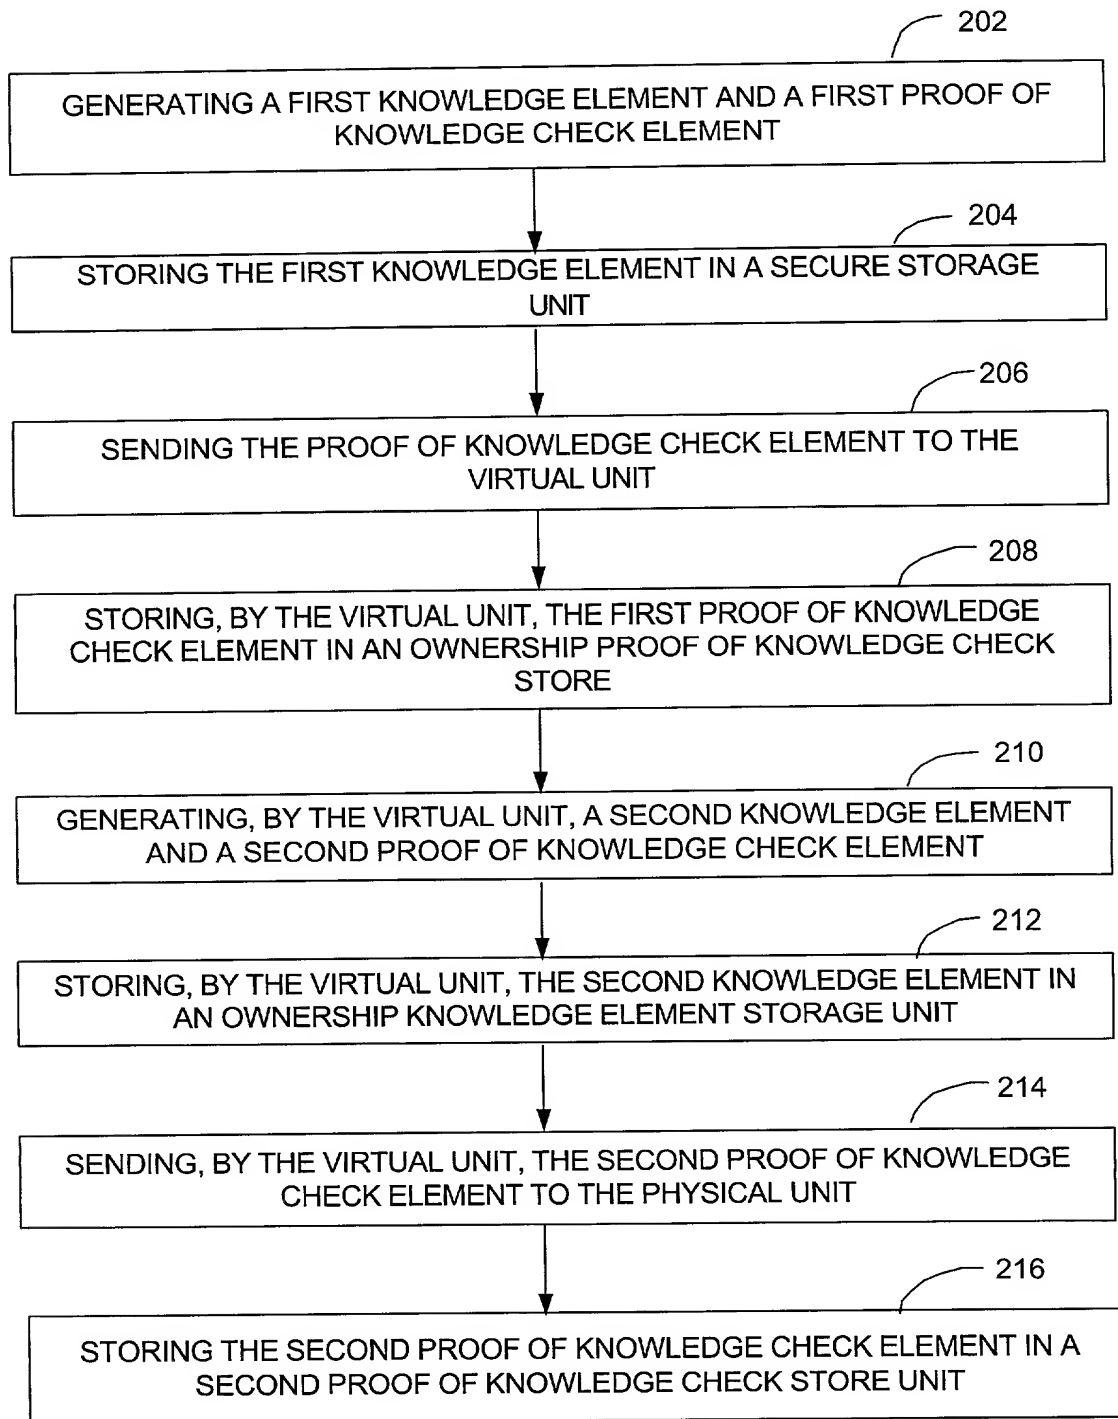 202
GENERATING A FIRST KNOWLEDGE ELEMENT AND A FIRST PROOF OF
KNOWLEDGE CHECK ELEMENT
204
STORING THE FIRST KNOWLEDGE ELEMENT IN A SECURE STORAGE
UNIT
206
SENDING THE PROOF OF KNOWLEDGE CHECK ELEMENT TO THE
VIRTUAL UNIT
208
STORING, BY THE VIRTUAL UNIT, THE FIRST PROOF OF KNOWLEDGE
CHECK ELEMENT IN AN OWNERSHIP PROOF OF KNOWLEDGE CHECK
STORE
210
GENERATING, BY THE VIRTUAL UNIT, A SECOND KNOWLEDGE ELEMENT
AND A SECOND PROOF OF KNOWLEDGE CHECK ELEMENT
212
STORING, BY THE VIRTUAL UNIT, THE SECOND KNOWLEDGE ELEMENT IN
AN OWNERSHIP KNOWLEDGE ELEMENT STORAGE UNIT
214
SENDING, BY THE VIRTUAL UNIT, THE SECOND PROOF OF KNOWLEDGE
CHECK ELEMENT TO THE PHYSICAL UNIT
216
STORING THE SECOND PROOF OF KNOWLEDGE CHECK ELEMENT IN A
SECOND PROOF OF KNOWLEDGE CHECK STORE UNIT